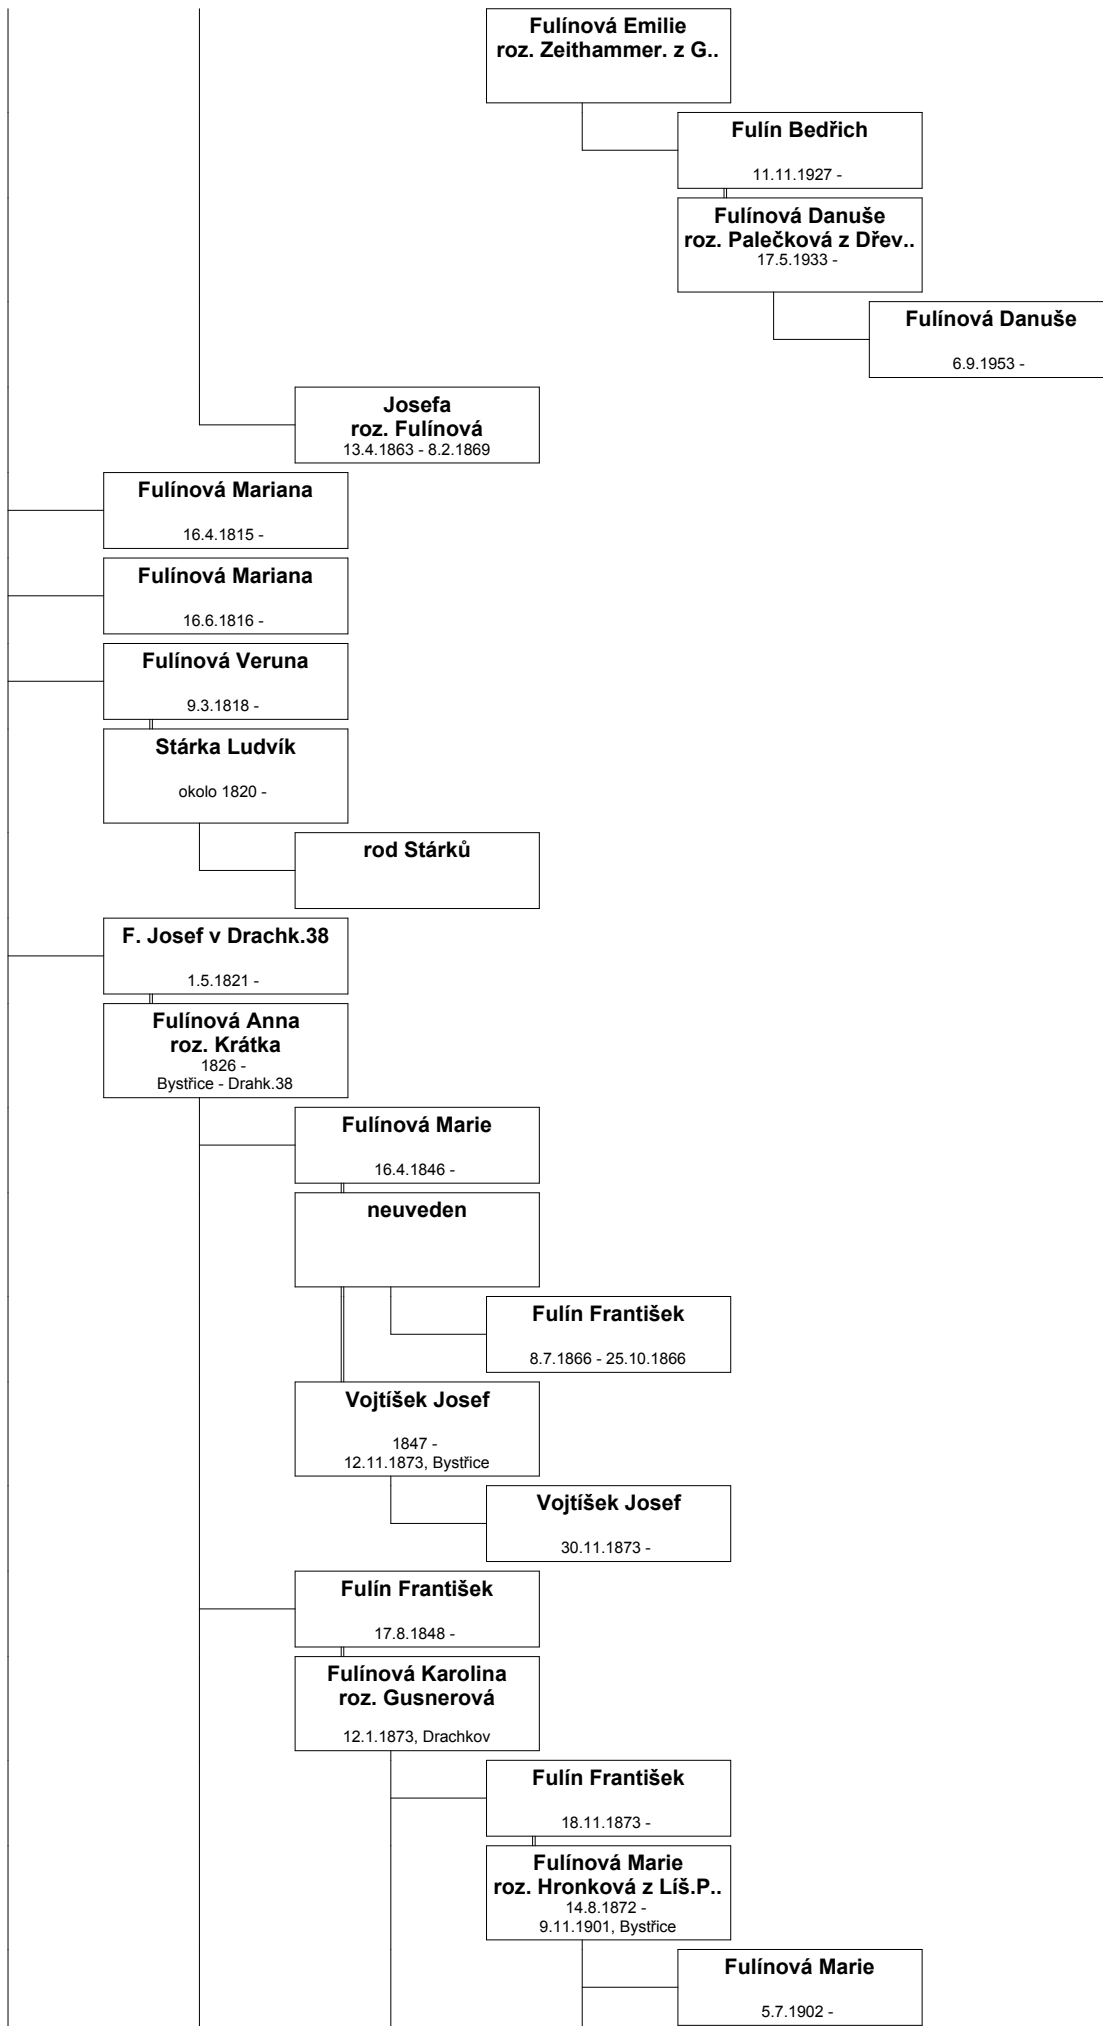 Fulínová Emilie
roz. Zeithammer. z G..
Fulín Bedřich
11.11.1927 -
Fulínová Danuše
roz. Palečková z Dřev..
17.5.1933 -
Fulínová Danuše
6.9.1953 -
Josefa
roz. Fulínová
13.4.1863 - 8.2.1869
Fulínová Mariana
16.4.1815 -
Fulínová Mariana
16.6.1816 -
Fulínová Veruna
9.3.1818 -
Stárka Ludvík
okolo 1820 -
rod Stárků
F. Josef v Drachk.38
1.5.1821 -
Fulínová Anna
roz. Krátka
1826 -
Bystřice - Drahk.38
Fulínová Marie
16.4.1846 -
neuveden
Fulín František
8.7.1866 - 25.10.1866
Vojtíšek Josef
1847 -
12.11.1873, Bystřice
Vojtíšek Josef
30.11.1873 -
Fulín František
17.8.1848 -
Fulínová Karolina
roz. Gusnerová
12.1.1873, Drachkov
Fulín František
18.11.1873 -
Fulínová Marie
roz. Hronková z Líš.P..
14.8.1872 -
9.11.1901, Bystřice
Fulínová Marie
5.7.1902 -